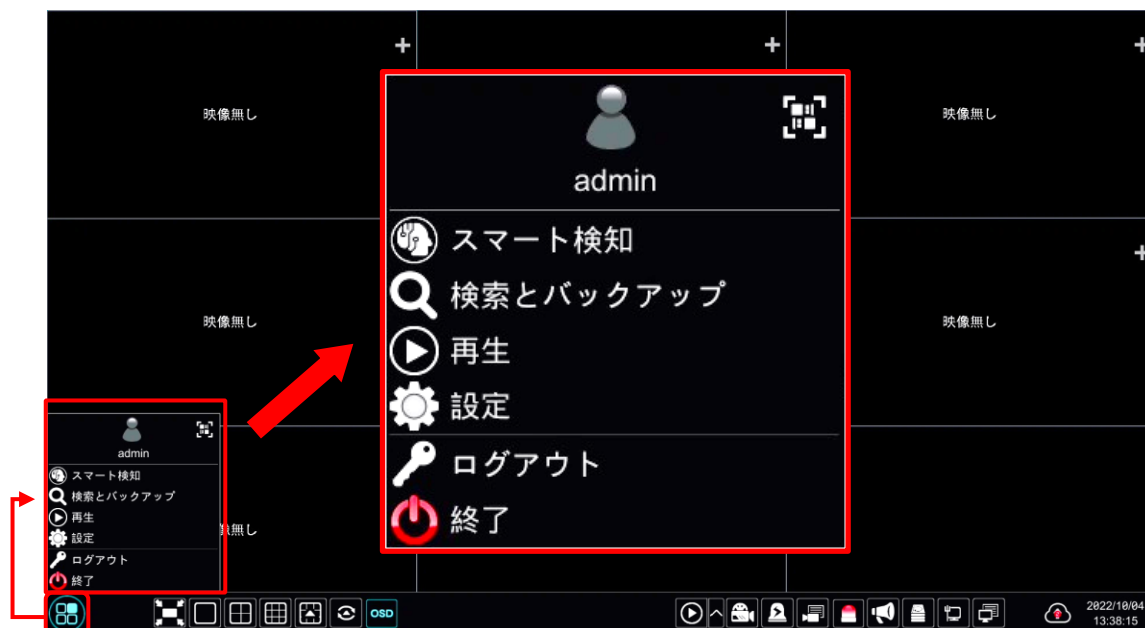 映像無し
映像無し
映像無し
映像無し
像無し
admin
スマート検知
検索とバックアップ
再生
設定
ログアウト
終了
admin
スマート検知
検索とバックアップ
再生
設定
ログアウト
終了
OSD
2022/10/04
13:38:15